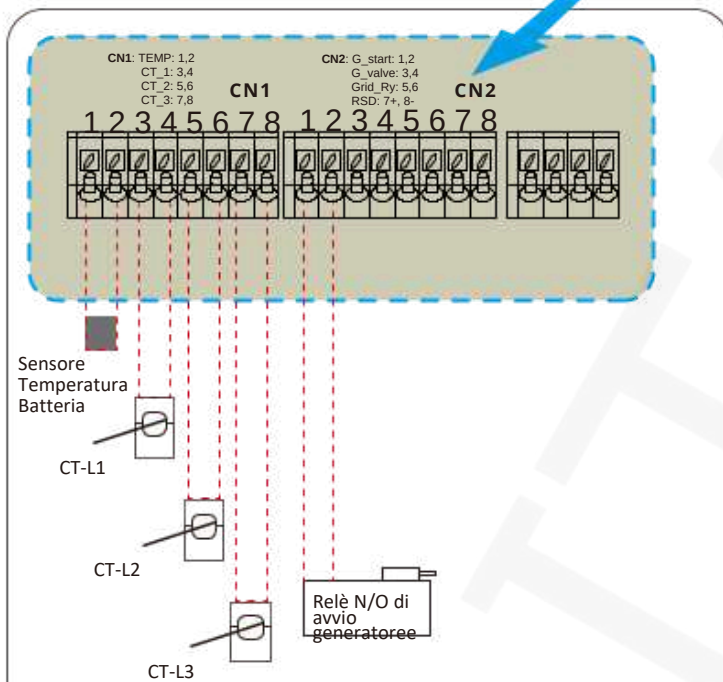 CN1: TEMP: 1,2
CT_1: 3,4
CT_2: 5,6
CT_3: 7,8
CN1
CN2: G_start: 1,2
G_valve: 3,4
Grid_Ry: 5,6
RSD: 7+, 8-
CN2
1 2 3 4 5 6 7 8
1 2 3 4 5 6 7 8
Sensore
Temperatura
Batteria
CT-L1
CT-L2
CT-L3
Relè N/O di
avvio
generatoree